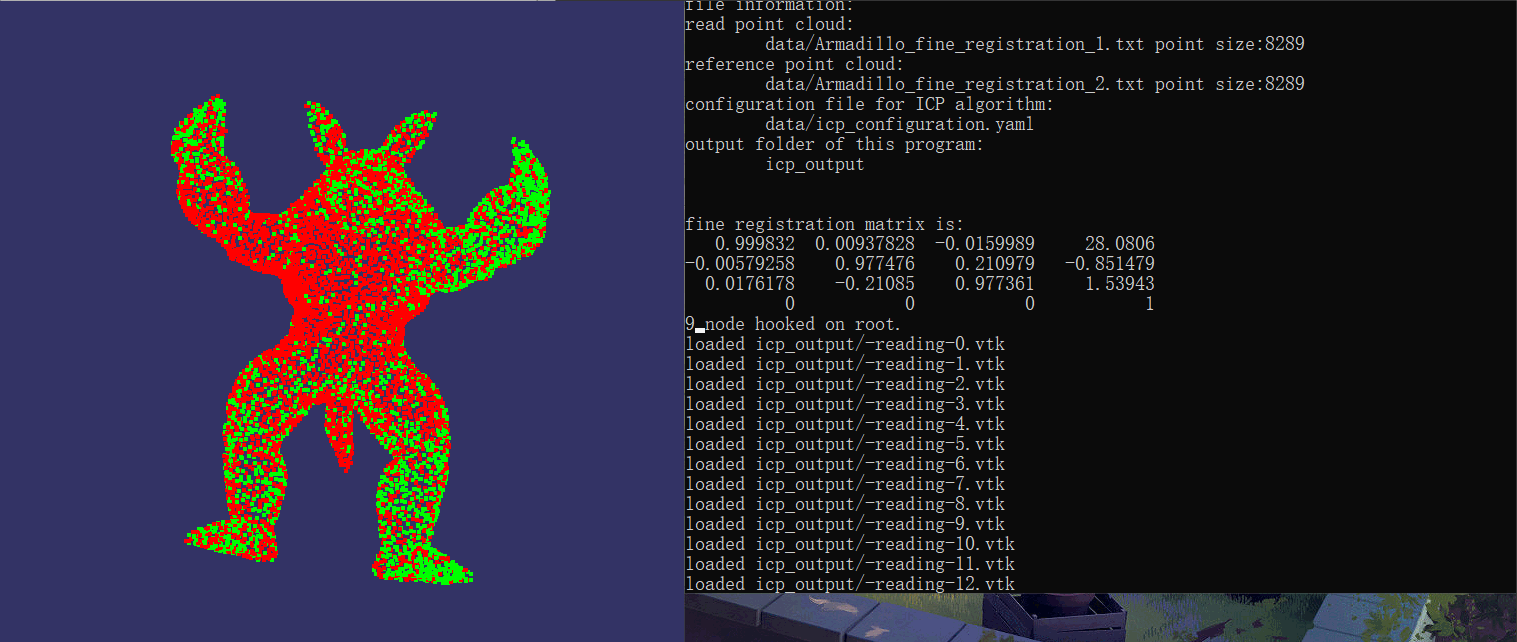 file information:
read point cloud:
data/Armadillo_fine_registration_1.txt point size:8289
reference point cloud:
data/Armadillo_fine_registration_2.txt point size:8289
configuration file for ICP algorithm:
data/icp_configuration.yaml
output folder of this program:
icp_output
fine registration matrix is:
0.999832 0.00937828 -0.0159989 28.0806
-0.00579258 0.977476 0.210979 -0.851479
0.0176178 -0.21085 0.977361 1.53943
0 0 0 1
9 node hooked on root.
loaded icp_output/-reading-0.vtk
loaded icp_output/-reading-1.vtk
loaded icp_output/-reading-2.vtk
loaded icp_output/-reading-3.vtk
loaded icp_output/-reading-4.vtk
loaded icp_output/-reading-5.vtk
loaded icp_output/-reading-6.vtk
loaded icp_output/-reading-7.vtk
loaded icp_output/-reading-8.vtk
loaded icp_output/-reading-9.vtk
loaded icp_output/-reading-10.vtk
loaded icp_output/-reading-11.vtk
loaded icp_output/-reading-12.vtk